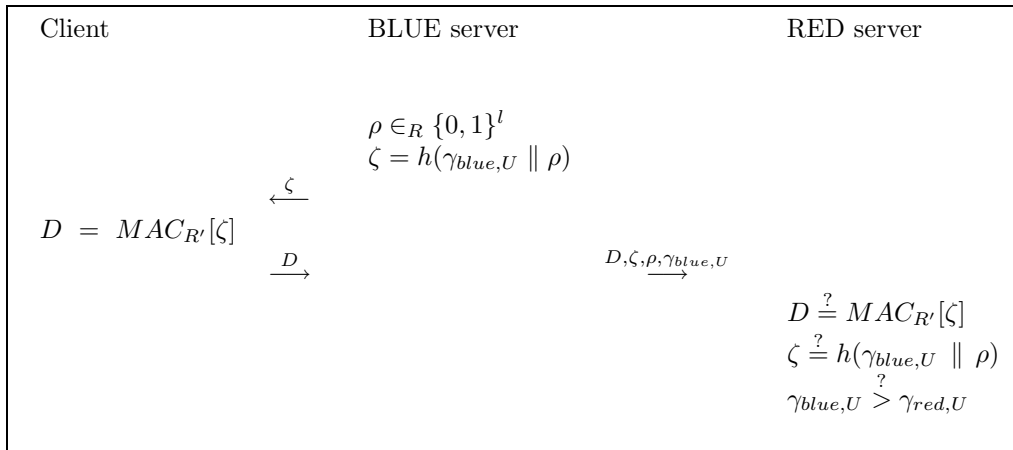 Client BLUE server RED server
ρ ∈_R {0, 1}^l
ζ = h(γ_{blue,U} ∥ ρ)
ζ
←
D = MAC_{R'}[ζ]
D D,ζ,ρ,γ_{blue,U}
→ →
D ≟ MAC_{R'}[ζ]
ζ ≟ h(γ_{blue,U} ∥ ρ)
γ_{blue,U} >^? γ_{red,U}